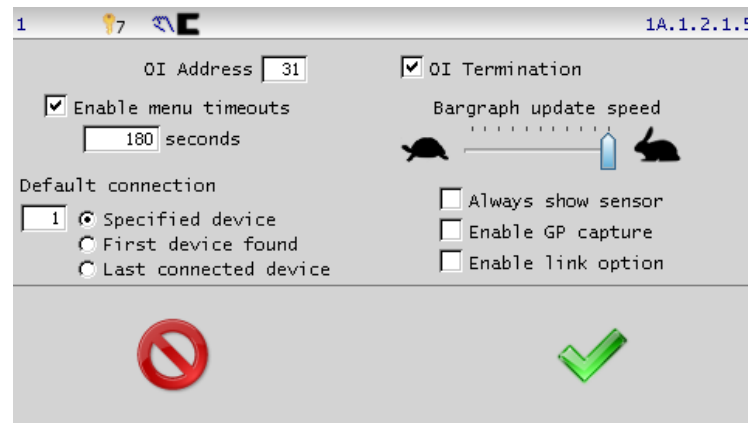 1 7 1A.1.2.1.5
OI Address 31
OI Termination
Enable menu timeouts
180 seconds
Bargraph update speed
Default connection
1 Specified device
First device found
Last connected device
Always show sensor
Enable GP capture
Enable link option